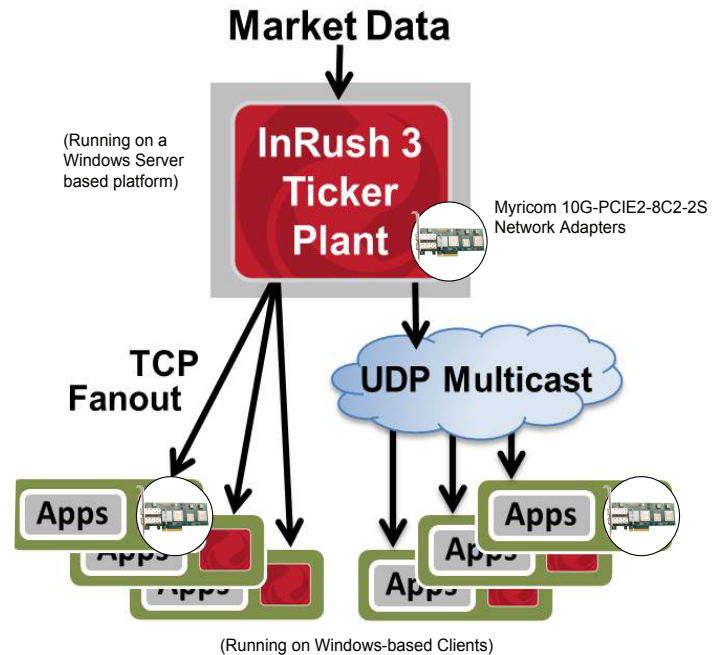 Market Data
(Running on a
Windows Server
based platform)
InRush 3
Ticker
Plant
Myricom 10G-PCIE2-8C2-2S
Network Adapters
TCP
Fanout
UDP Multicast
Apps
Apps
Apps
Apps
Apps
Apps
(Running on Windows-based Clients)